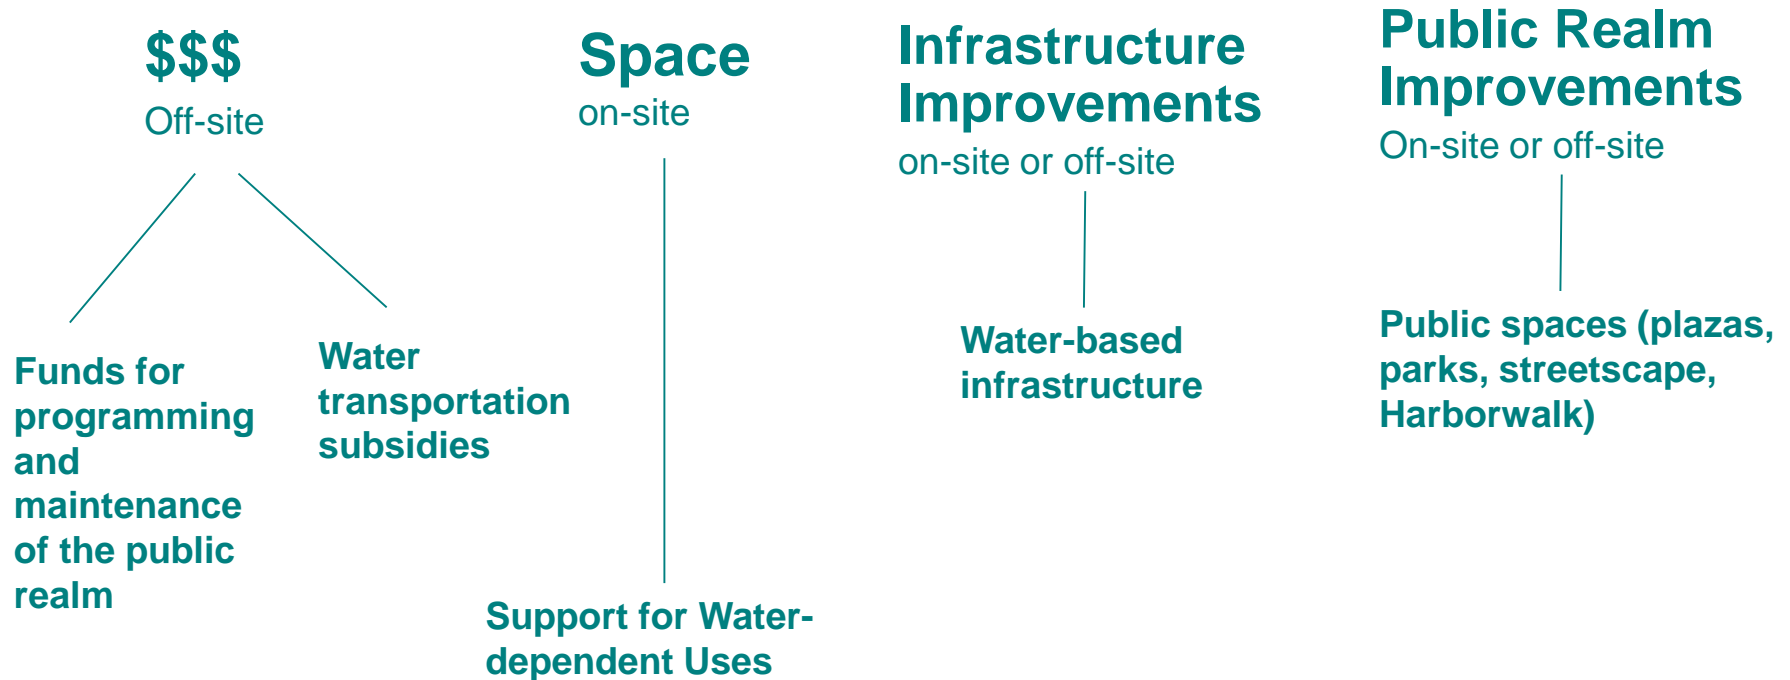 $$$
Off-site
Space
on-site
Infrastructure
Improvements
on-site or off-site
Public Realm
Improvements
On-site or off-site
Funds for
programming
and
maintenance
of the public
realm
Water
transportation
subsidies
Support for Water-
dependent Uses
Water-based
infrastructure
Public spaces (plazas,
parks, streetscape,
Harborwalk)